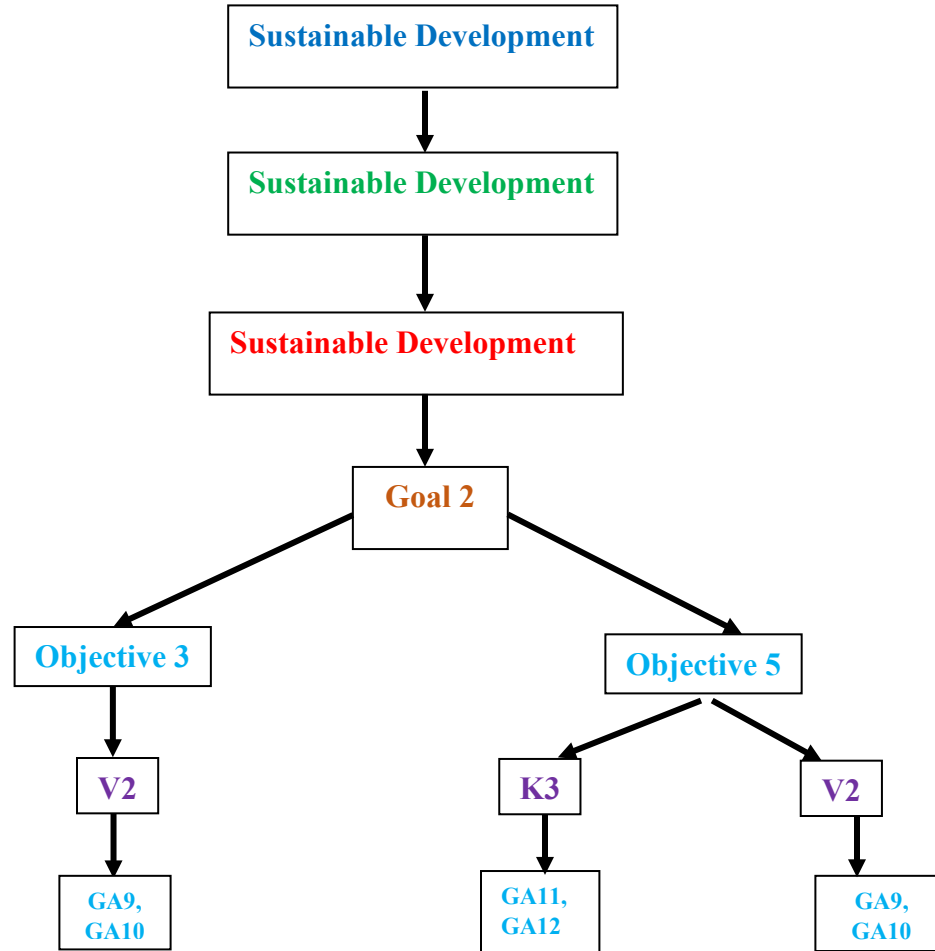 Sustainable Development
Sustainable Development
Sustainable Development
Goal 2
Objective 3
Objective 5
V2
K3
V2
GA9,
GA10
GA11,
GA12
GA9,
GA10